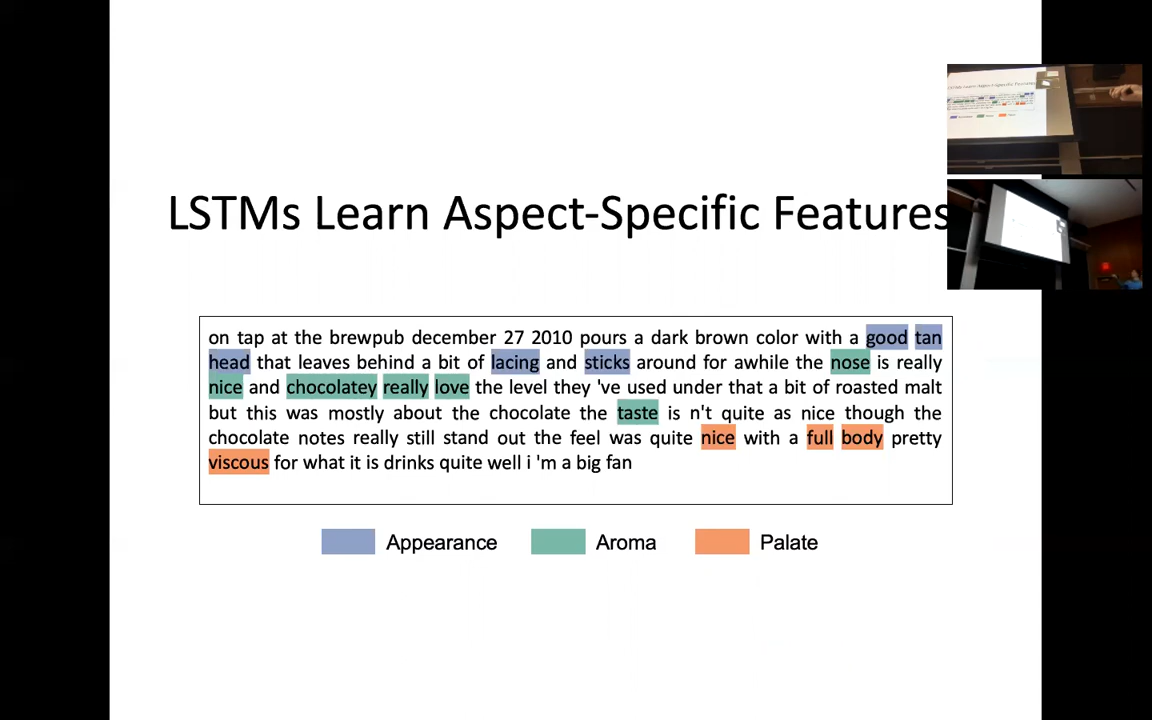 LSTMs Learn Aspect-Specific Features
on tap at the brewpub december 27 2010 pours a dark brown color with a good tan
head that leaves behind a bit of lacing and sticks around for awhile the nose is really
nice and chocolatey really love the level they 've used under that a bit of roasted malt
but this was mostly about the chocolate the taste is n't quite as nice though the
chocolate notes really still stand out the feel was quite nice with a full body pretty
viscous for what it is drinks quite well i 'm a big fan
Appearance
Aroma
Palate